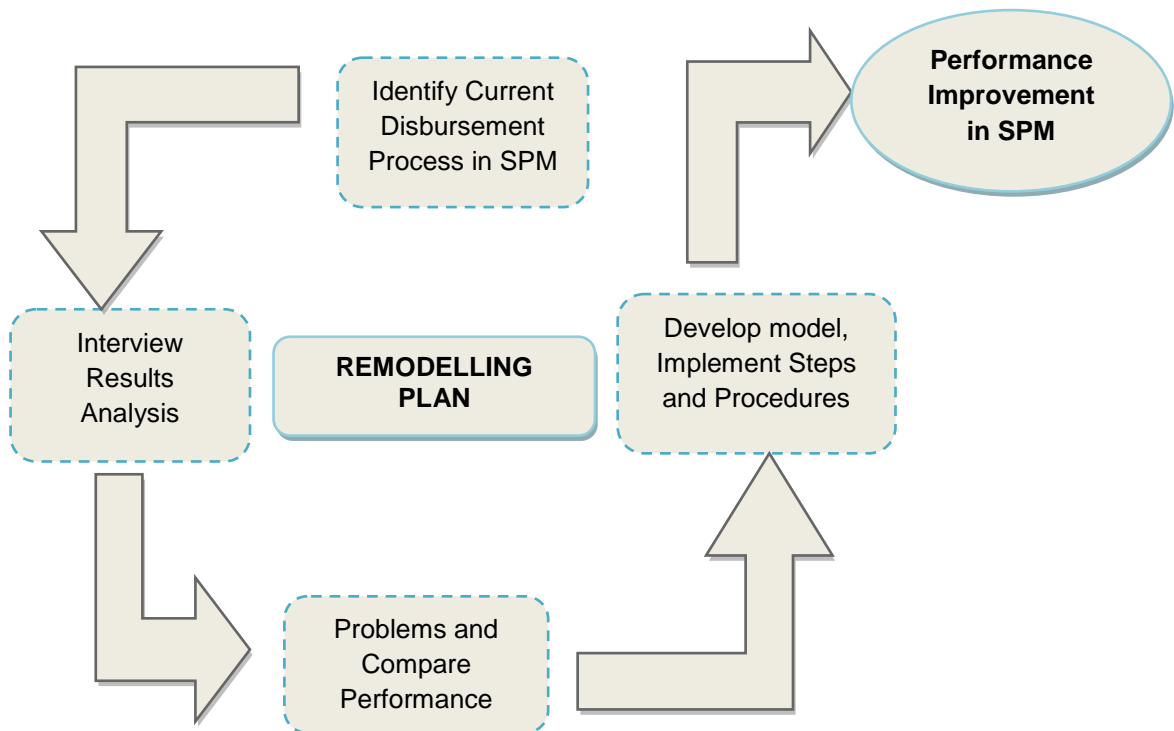 Identify Current
Disbursement
Process in SPM
Performance
Improvement
in SPM
Interview
Results
Analysis
REMODELLING
PLAN
Develop model,
Implement Steps
and Procedures
Problems and
Compare
Performance